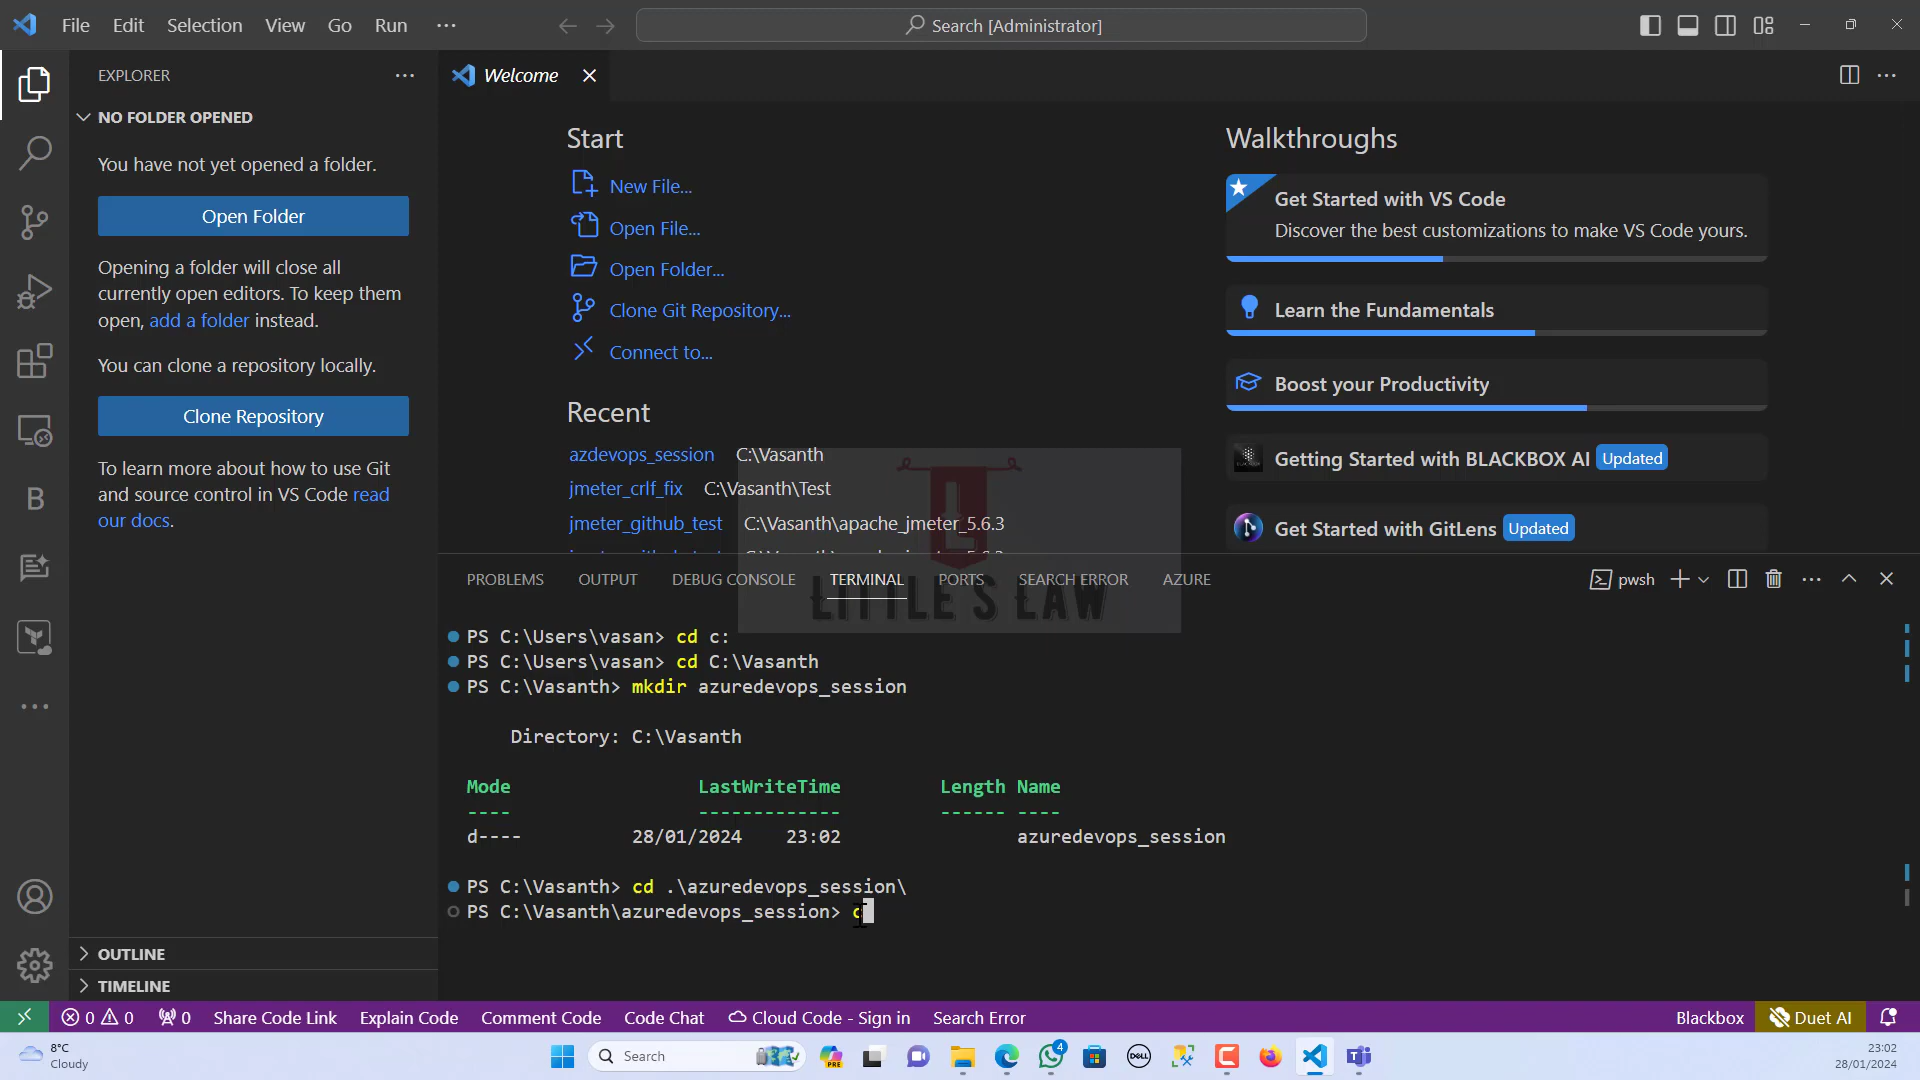 File Edit Selection View Go Run ...
Search [Administrator]
EXPLORER
NO FOLDER OPENED
You have not yet opened a folder.
Open Folder
Opening a folder will close all
currently open editors. To keep them
open, add a folder instead.
You can clone a repository locally.
Clone Repository
To learn more about how to use Git
and source control in VS Code read
our docs.
OUTLINE
TIMELINE
Welcome
Start
New File...
Open File...
Open Folder...
Clone Git Repository...
Connect to...
Recent
azdevops_session C:\Vasanth
jmeter_crlf_fix C:\Vasanth\Test
jmeter_github_test C:\Vasanth\apache_jmeter_5.6.3
Walkthroughs
Get Started with VS Code
Discover the best customizations to make VS Code yours.
Learn the Fundamentals
Boost your Productivity
Getting Started with BLACKBOX AI Updated
Get Started with GitLens Updated
L
LITTLE'S LAW
PROBLEMS OUTPUT DEBUG CONSOLE TERMINAL PORTS SEARCH ERROR AZURE
pwsh
PS C:\Users\vasan> cd c:
PS C:\Users\vasan> cd C:\Vasanth
PS C:\Vasanth> mkdir azuredevops_session
Directory: C:\Vasanth
Mode LastWriteTime Length Name
---- ------------- ------ ----
d---- 28/01/2024 23:02 azuredevops_session
PS C:\Vasanth> cd .\azuredevops_session\
PS C:\Vasanth\azuredevops_session> c
0 0 0 Share Code Link Explain Code Comment Code Code Chat Cloud Code - Sign in Search Error Blackbox Duet AI
8°C
Cloudy
Search
PRE
4
DELL
23:02
28/01/2024